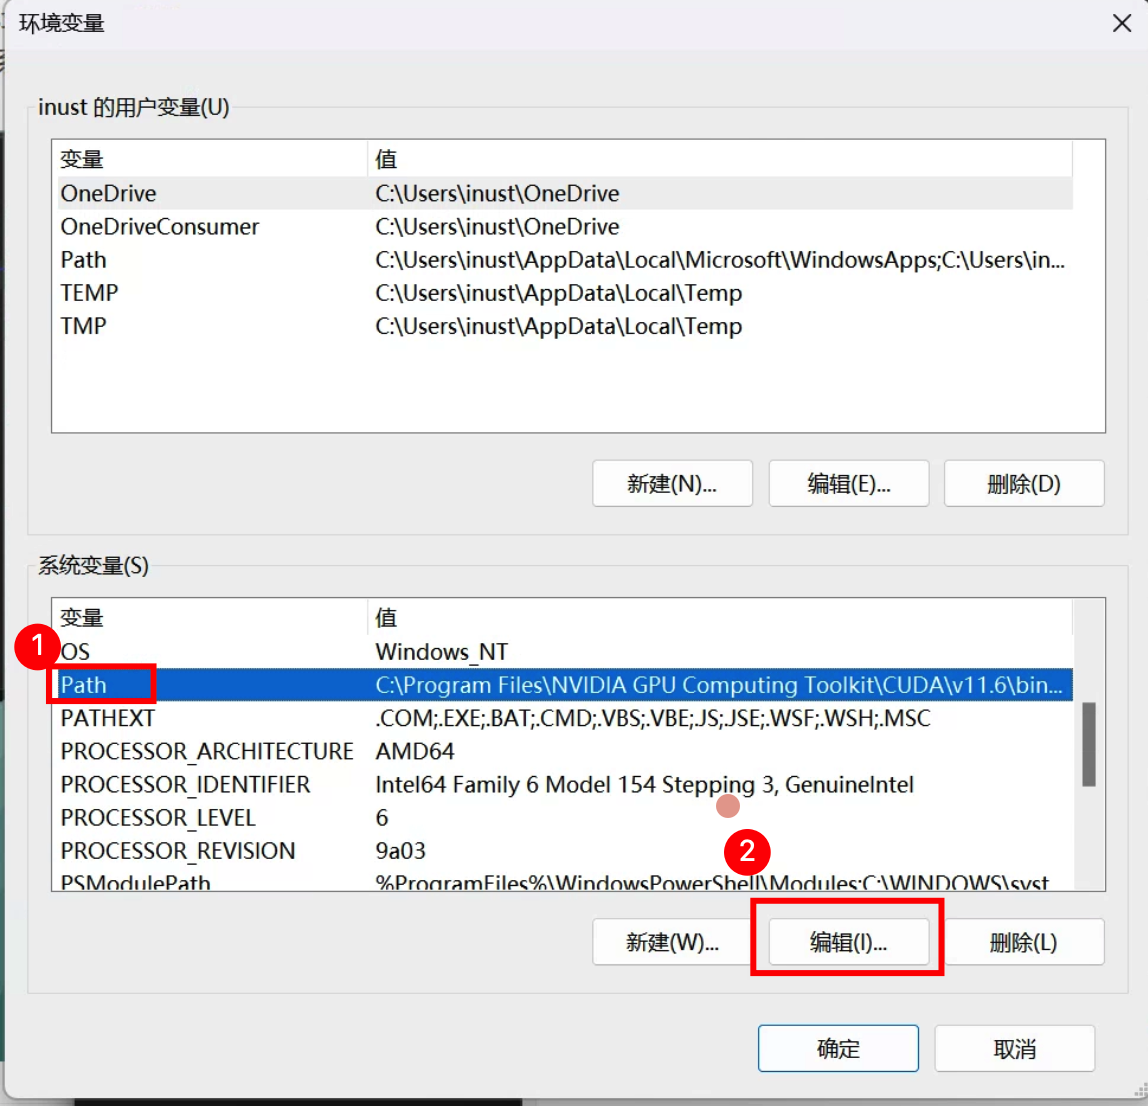 环境变量
inust 的用户变量(U)
变量 值
OneDrive C:\Users\inust\OneDrive
OneDriveConsumer C:\Users\inust\OneDrive
Path C:\Users\inust\AppData\Local\Microsoft\WindowsApps;C:\Users\in...
TEMP C:\Users\inust\AppData\Local\Temp
TMP C:\Users\inust\AppData\Local\Temp
新建(N)... 编辑(E)... 删除(D)
系统变量(S)
变量 值
1 OS Windows_NT
Path C:\Program Files\NVIDIA GPU Computing Toolkit\CUDA\v11.6\bin...
PATHEXT .COM;.EXE;.BAT;.CMD;.VBS;.VBE;.JS;.JSE;.WSF;.WSH;.MSC
PROCESSOR_ARCHITECTURE AMD64
PROCESSOR_IDENTIFIER Intel64 Family 6 Model 154 Stepping 3, GenuineIntel
PROCESSOR_LEVEL 6
PROCESSOR_REVISION 9a03
2
PSModulePath %ProgramFiles%\WindowsPowerShell\Modules;C:\WINDOWS\syst
新建(W)... 编辑(I)... 删除(L)
确定 取消